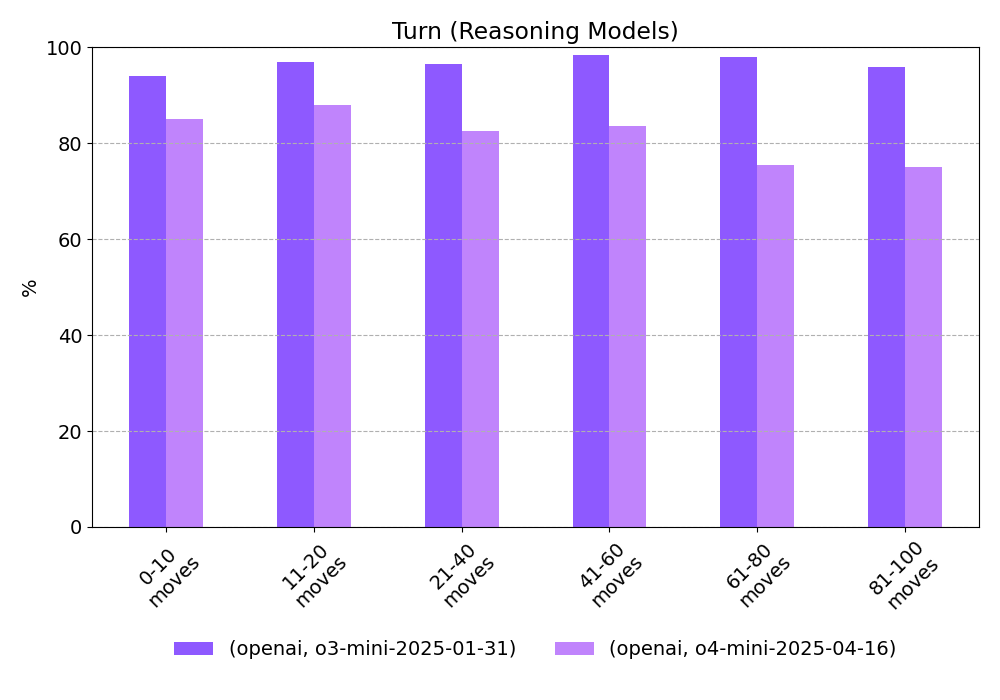 Turn (Reasoning Models)
100
80
60
40
20
0
%
0-10
moves
11-20
moves
21-40
moves
41-60
moves
61-80
moves
81-100
moves
(openai, o3-mini-2025-01-31)
(openai, o4-mini-2025-04-16)